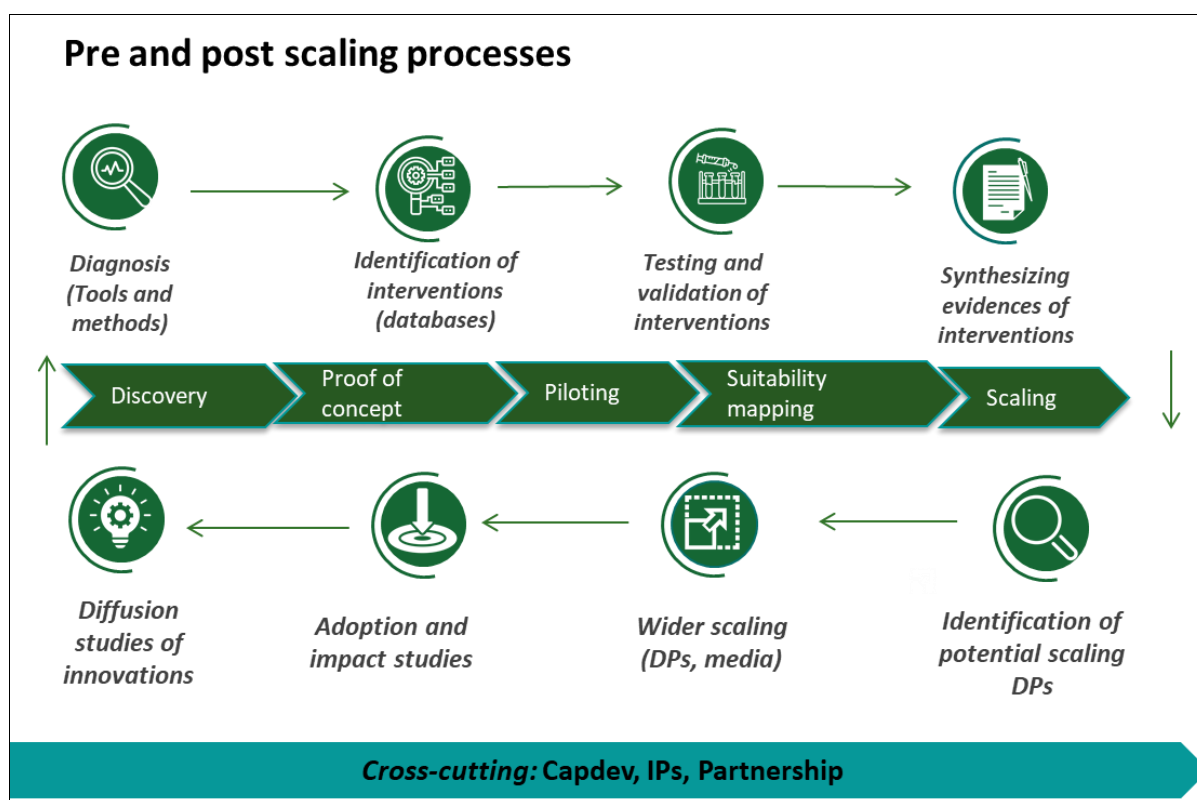 Pre and post scaling processes
Diagnosis
(Tools and
methods)
Identification of
interventions
(databases)
Testing and
validation of
interventions
Synthesizing
evidences of
interventions
Discovery
Proof of
concept
Piloting
Suitability
mapping
Scaling
Diffusion
studies of
innovations
Adoption and
impact studies
Wider scaling
(DPs, media)
Identification of
potential scaling
DPs
Cross-cutting: Capdev, IPs, Partnership